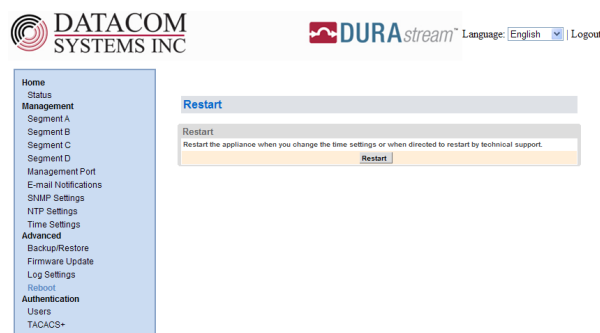 DATACOM
SYSTEMS INC
DURAstream™ Language: English | Logout
Home
Status
Management
Segment A
Segment B
Segment C
Segment D
Management Port
E-mail Notifications
SNMP Settings
NTP Settings
Time Settings
Advanced
Backup/Restore
Firmware Update
Log Settings
Reboot
Authentication
Users
TACACS+
Restart
Restart
Restart the appliance when you change the time settings or when directed to restart by technical support.
Restart